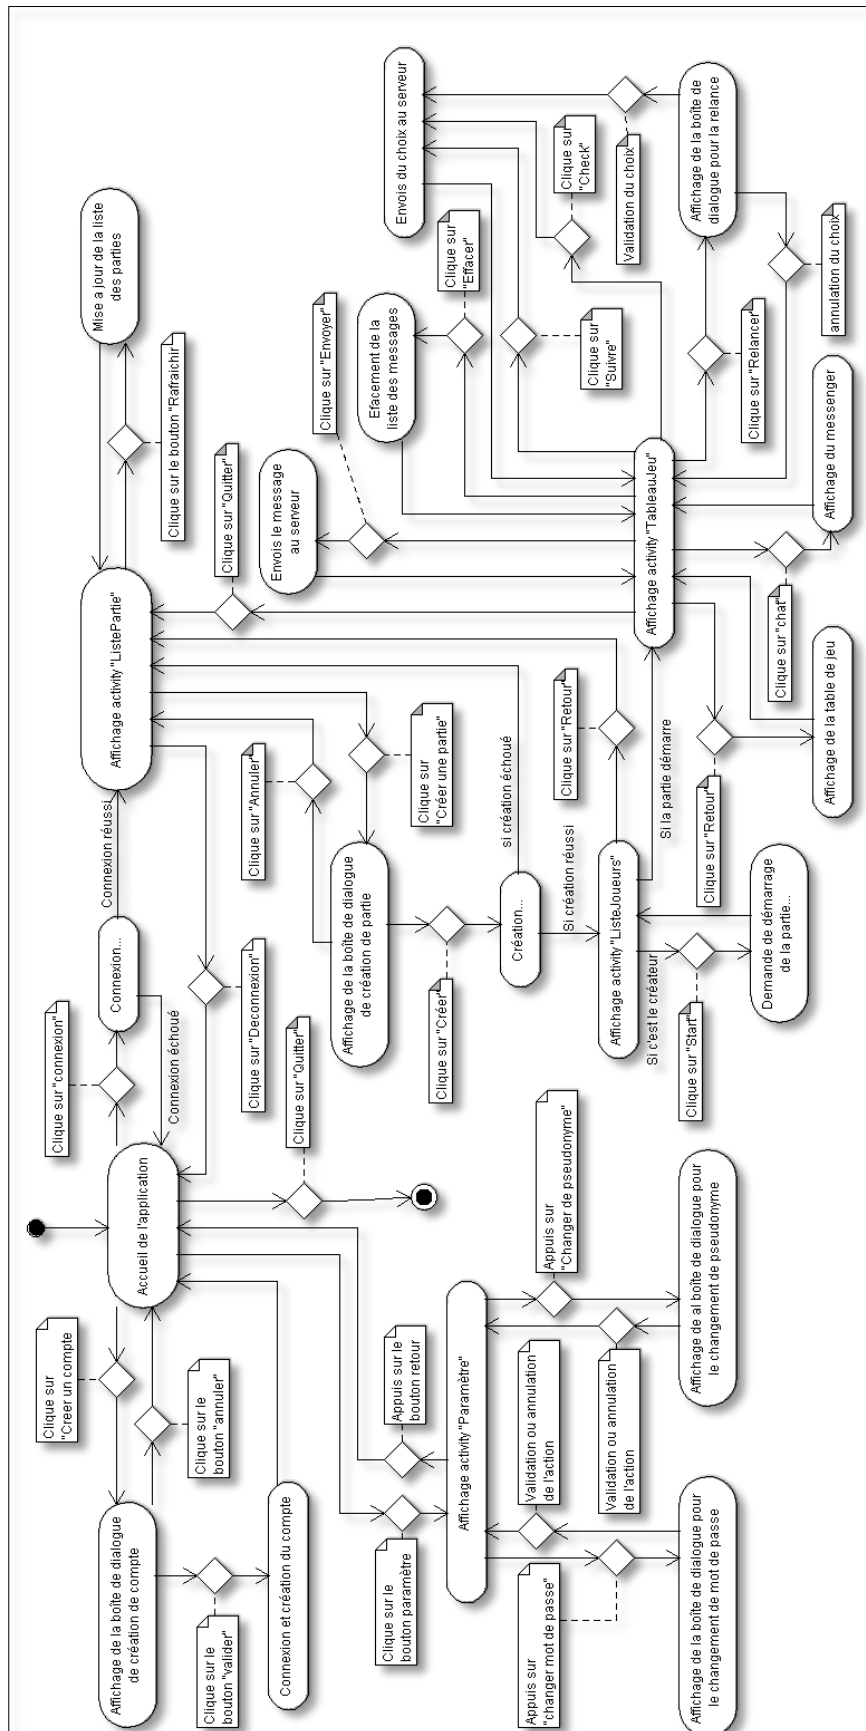 Affichage de la boîte de dialogue
de création de compte
Clique sur
"Creer un compte
Clique sur le
bouton "annuler"
Clique sur le
bouton "valider"
Connexion et création du compte
Accueil de l'application
Clique sur "connexion"
Connexion...
Connexion réussi
Connexion échoué
Clique sur "Deconnexion"
Clique sur "Quitter"
Affichage activity "ListePartie"
Mise a jour de la liste
des parties
Clique sur le bouton "Rafraichir
Clique sur "Quitter"
Clique sur "Annuler"
Clique sur
"Créer une partie"
Affichage de la boîte de dialogue
de création de partie
Clique sur "Créer"
Création...
si création échoué
Si création réussi
Clique sur "Retour"
Affichage activity "ListeJoueurs"
Si la partie démarre
Si c'est le créateur
Clique sur "Start"
Demande de démarrage
de la partie...
Clique sur le
bouton paramètre
Appuis sur le
bouton retour
Affichage activity"Paramètre"
Appuis sur
"changer mot de passe"
Validation ou annulation
de l'action
Affichage de la boîte de dialogue pour
le changement de mot de passe
Appuis sur
"Changer de pseudonyme"
Validation ou annulation
de l'action
Affichage de al boîte de dialogue pour
le changement de pseudonyme
Envois le message
au serveur
Clique sur "Envoyer"
Efacement de la
liste des messages
Clique sur
"Effacer"
Envois du choix au serveur
Clique sur
"Suivre"
Clique sur
"Check"
Validation du choix
Affichage de la boîte de
dialogue pour la relance
Clique sur "Relancer"
annulation du choix
Affichage activity "TableauJeu"
Clique sur "chat"
Affichage du messenger
Clique sur "Retour"
Affichage de la table de jeu